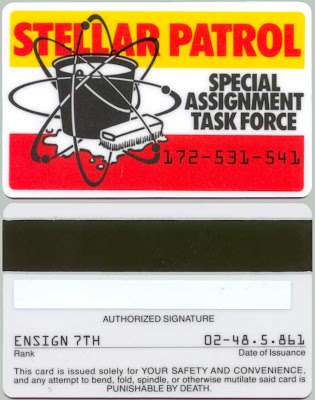 STELLAR PATROL
SPECIAL
ASSIGNMENT
TASK FORCE
172-531-541
AUTHORIZED SIGNATURE
ENSIGN 7TH 02-48.5.861
Rank Date of Issuance
This card is issued solely for YOUR SAFETY AND CONVENIENCE,
and any attempt to bend, fold, spindle, or otherwise mutilate said card is
PUNISHABLE BY DEATH.